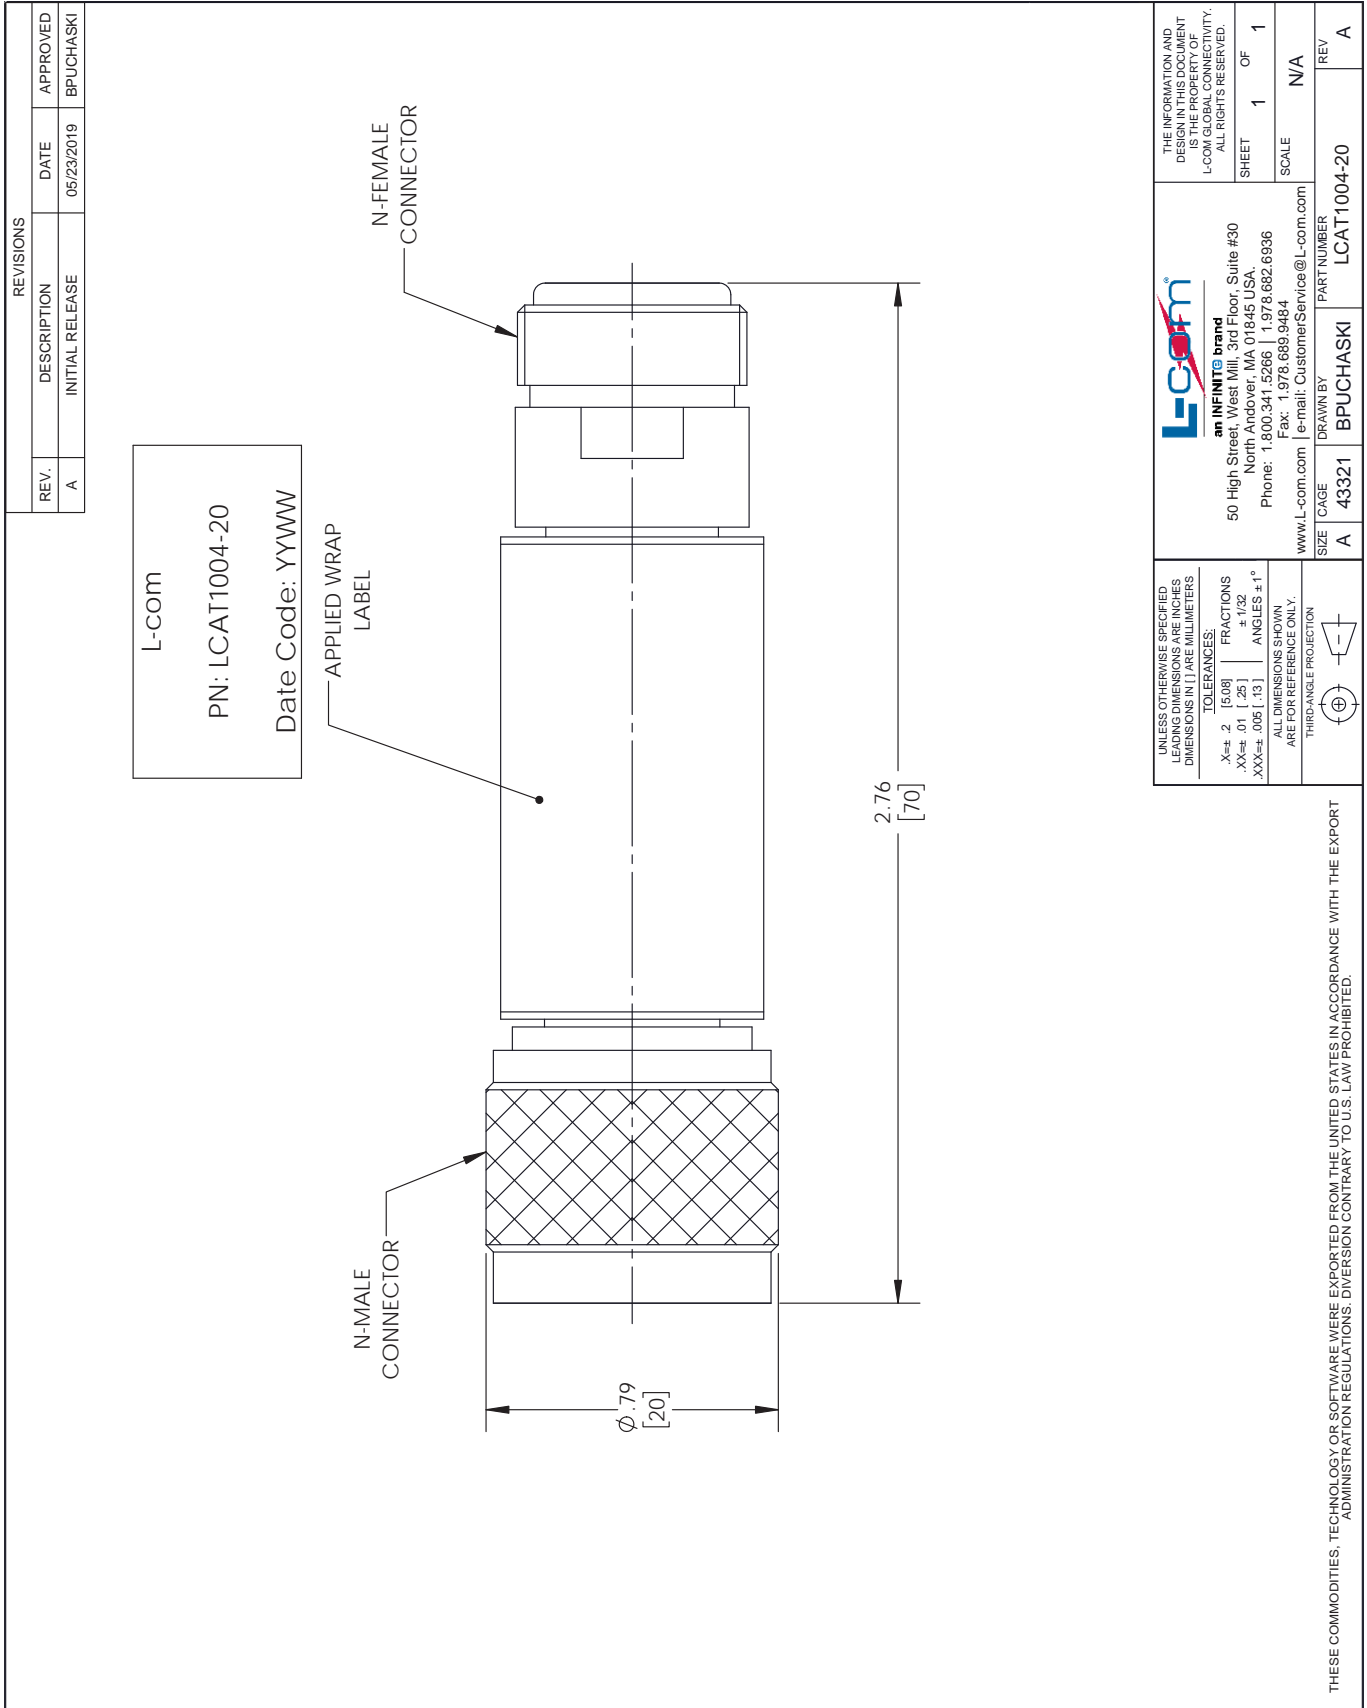 REVISIONS
REV. DESCRIPTION DATE APPROVED
A INITIAL RELEASE 05/23/2019 BPUCHASKI
L-com
PN: LCAT1004-20
Date Code: YYWW
APPLIED WRAP
LABEL
N-MALE
CONNECTOR
N-FEMALE
CONNECTOR
Ø.79
[20]
2.76
[70]
UNLESS OTHERWISE SPECIFIED
LEADING DIMENSIONS ARE INCHES
DIMENSIONS IN [ ] ARE MILLIMETERS
TOLERANCES:
.X=± .2 [5.08] FRACTIONS
.XX=± .01 [ .25] ± 1/32
.XXX=± .005 [ .13] ANGLES ± 1°
ALL DIMENSIONS SHOWN
ARE FOR REFERENCE ONLY.
THIRD-ANGLE PROJECTION
L-com®
an INFINIT@ brand
50 High Street, West Mill, 3rd Floor, Suite #30
North Andover, MA 01845 USA.
Phone: 1.800.341.5266 | 1.978.682.6936
Fax: 1.978.689.9484
www.L-com.com | e-mail: CustomerService@L-com.com
THE INFORMATION AND
DESIGN IN THIS DOCUMENT
IS THE PROPERTY OF
L-COM GLOBAL CONNECTIVITY.
ALL RIGHTS RESERVED.
SHEET 1 OF 1
SCALE N/A
SIZE A
CAGE 43321
DRAWN BY BPUCHASKI
PART NUMBER LCAT1004-20
REV A
THESE COMMODITIES, TECHNOLOGY OR SOFTWARE WERE EXPORTED FROM THE UNITED STATES IN ACCORDANCE WITH THE EXPORT
ADMINISTRATION REGULATIONS. DIVERSION CONTRARY TO U.S. LAW PROHIBITED.